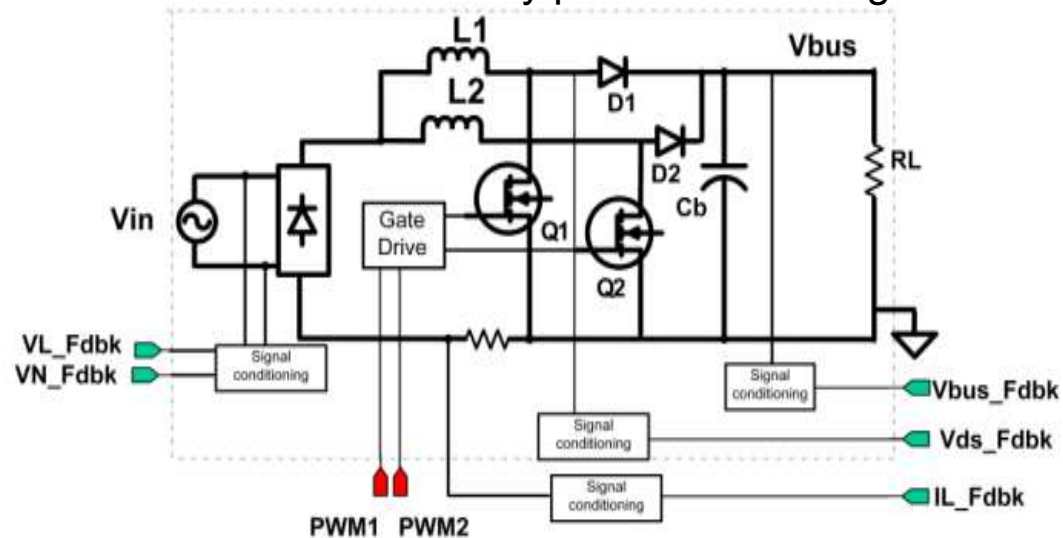 L1
Vbus
L2
D1
D2
RL
Vin
Cb
Gate
Drive
Q1
Q2
VL_Fdbk
VN_Fdbk
Signal
conditioning
Signal
conditioning
Vbus_Fdbk
Signal
conditioning
Vds_Fdbk
Signal
conditioning
IL_Fdbk
PWM1 PWM2